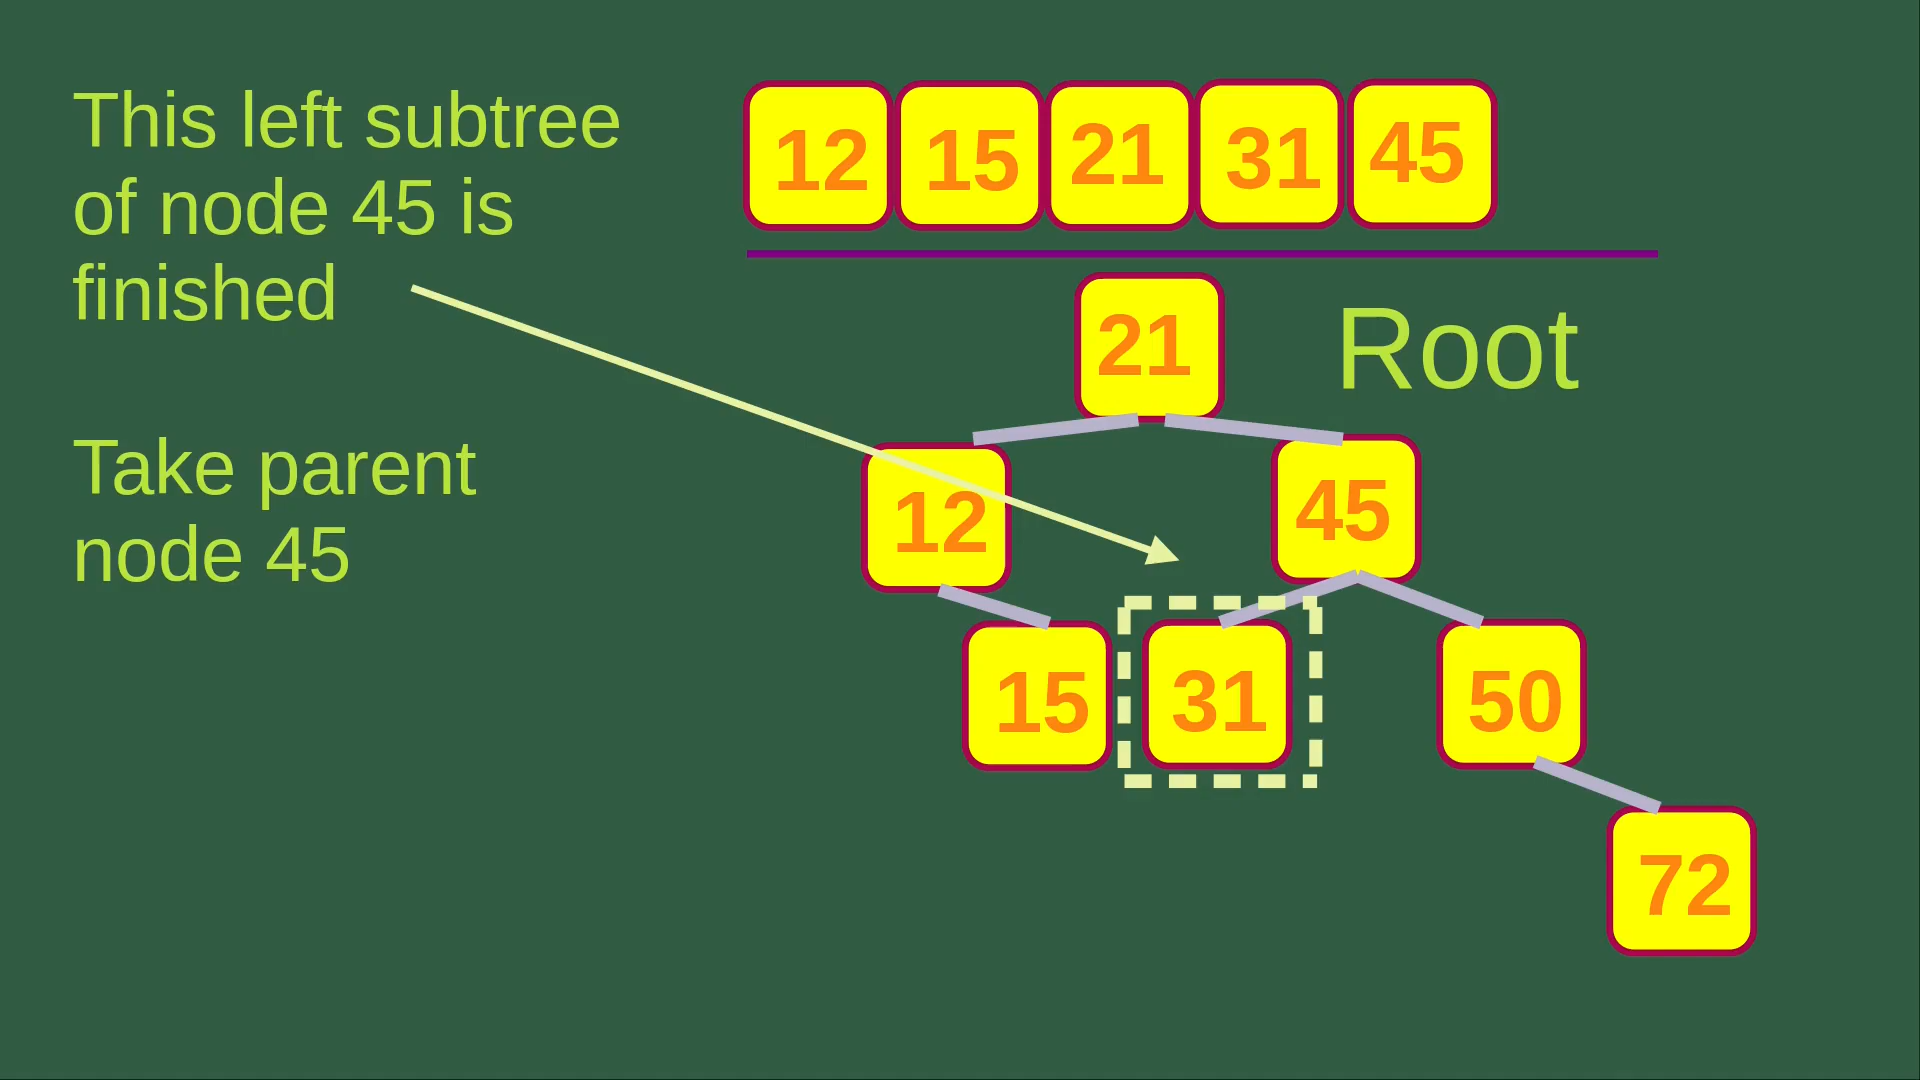 This left subtree
of node 45 is
finished
Take parent
node 45
12 15 21 31 45
21
Root
12
45
15
31
50
72